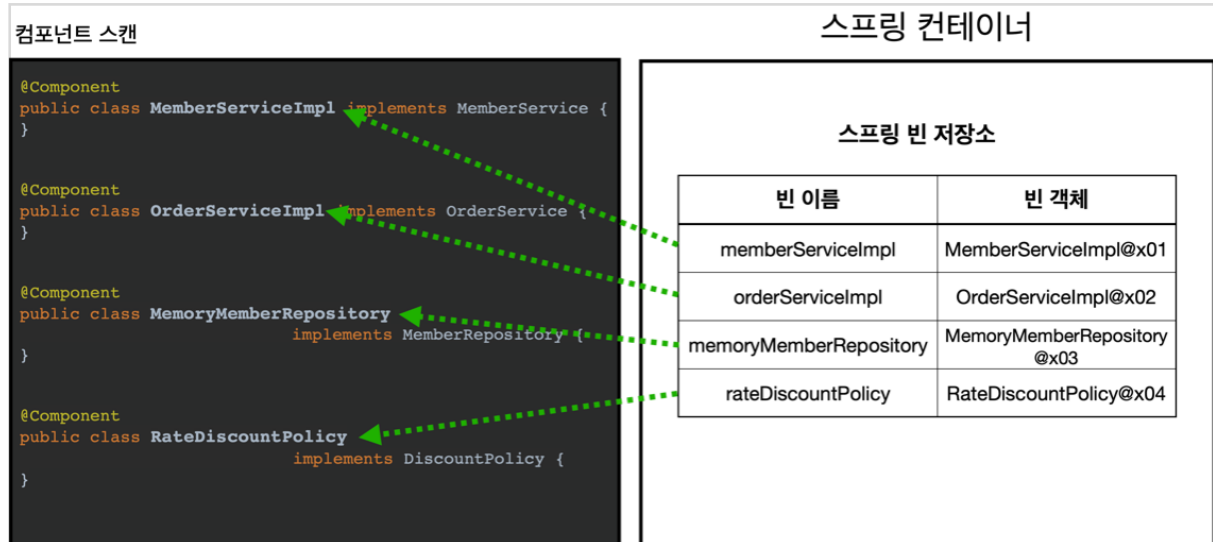 컴포넌트 스캔
@Component
public class MemberServiceImpl implements MemberService {
}
@Component
public class OrderServiceImpl implements OrderService {
}
@Component
public class MemoryMemberRepository
implements MemberRepository {
}
@Component
public class RateDiscountPolicy
implements DiscountPolicy {
}
스프링 컨테이너
스프링 빈 저장소
빈 이름 빈 객체
memberServiceImpl MemberServiceImpl@x01
orderServiceImpl OrderServiceImpl@x02
memoryMemberRepository MemoryMemberRepository
@x03
rateDiscountPolicy RateDiscountPolicy@x04